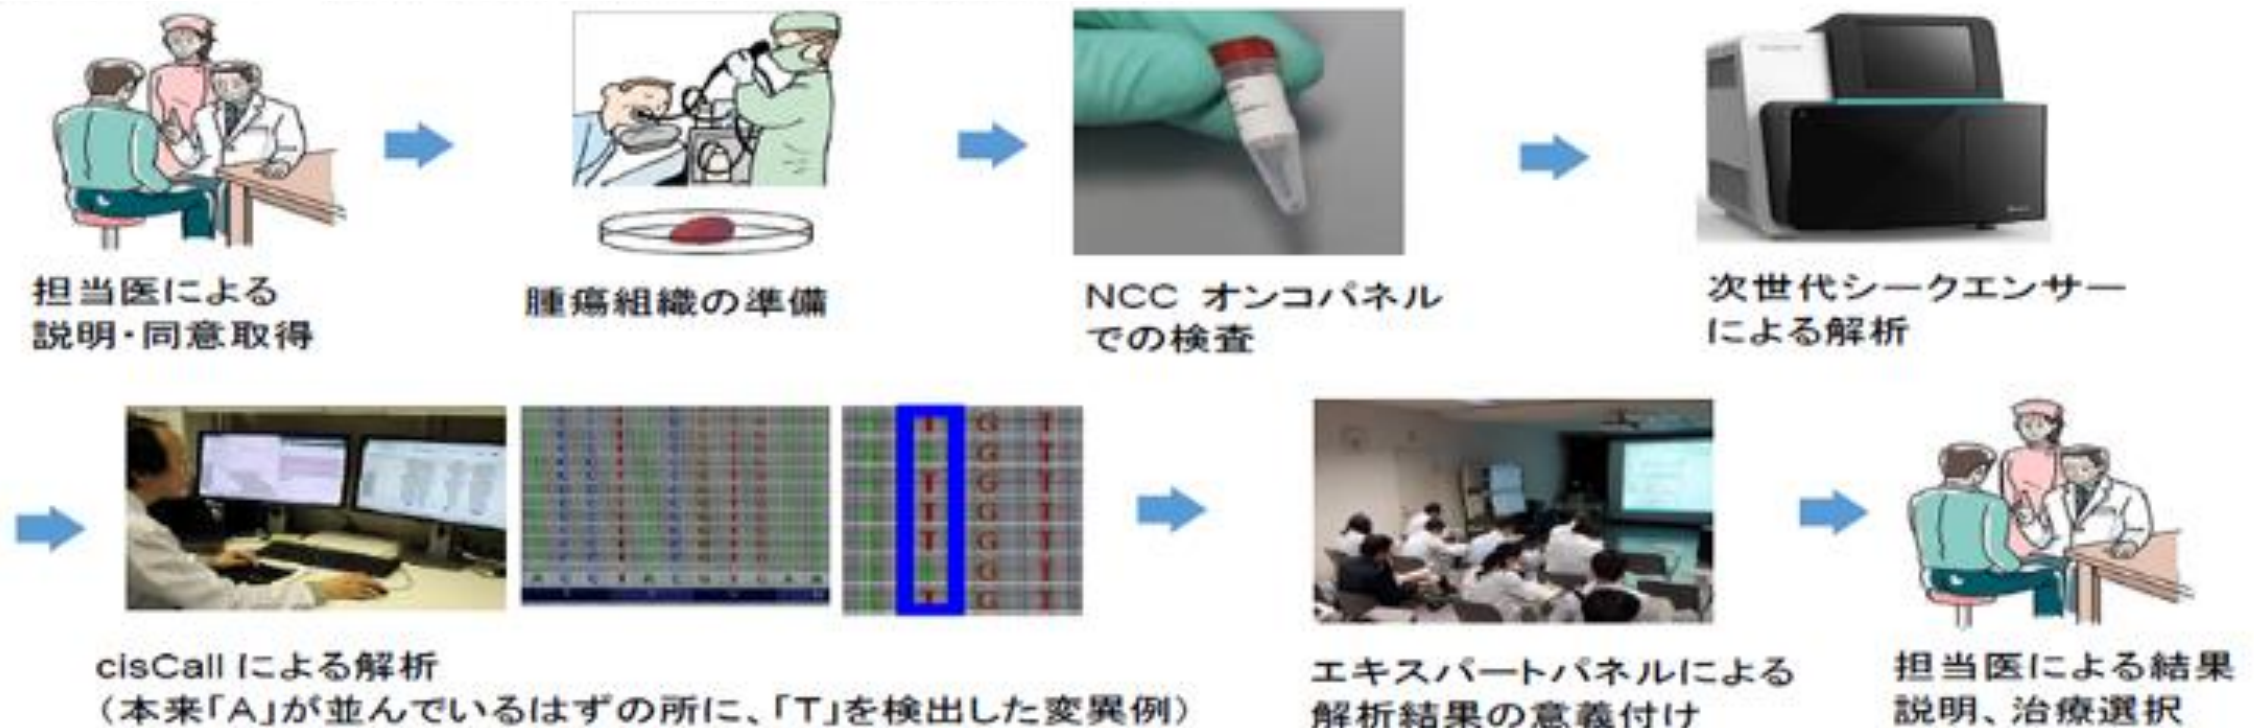 担当医による
説明・同意取得
腫瘍組織の準備
NCC オンコパネル
での検査
次世代シークエンサー
による解析
cisCall による解析
（本来「A」が並んでいるはずの所に、「T」を検出した変異例）
T G T
G T
T G T
T G T
T G T
G T
T G T
エキスパートパネルによる
解析結果の意義付け
担当医による結果
説明、治療選択